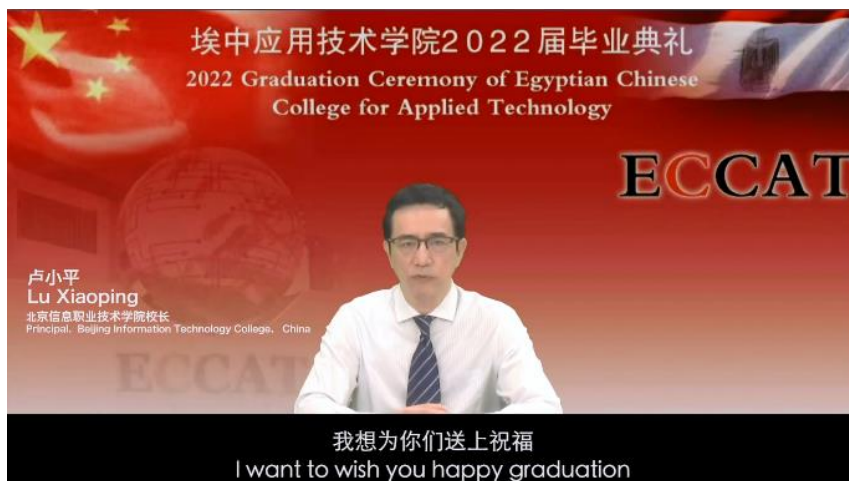 埃中应用技术学院2022届毕业典礼
2022 Graduation Ceremony of Egyptian Chinese
College for Applied Technology
ECCAT
卢小平
Lu Xiaoping
北京信息职业技术学院校长
Principal, Beijing Information Technology College, China
ECCAT
我想为你们送上祝福
I want to wish you happy graduation